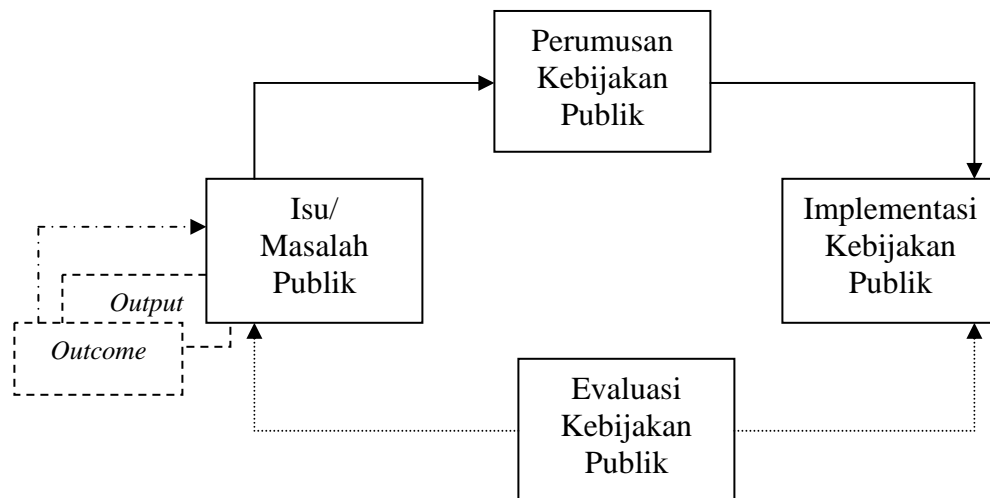 Perumusan
Kebijakan
Publik
Isu/
Masalah
Publik
Implementasi
Kebijakan
Publik
Output
Outcome
Evaluasi
Kebijakan
Publik